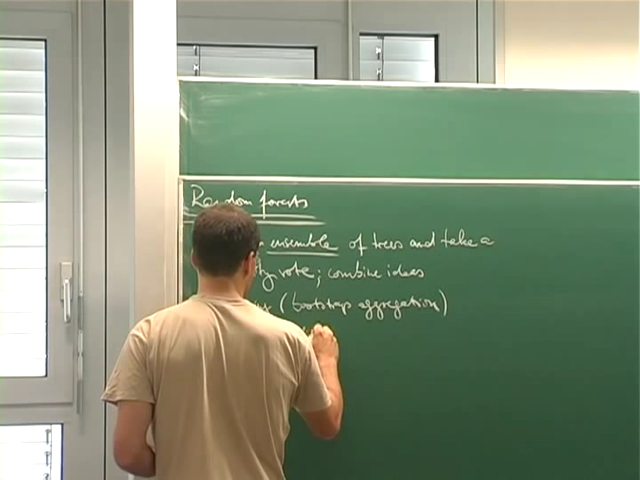 Random forests
ensemble of trees and take a
vote; combine ideas
(bootstrap aggregation)